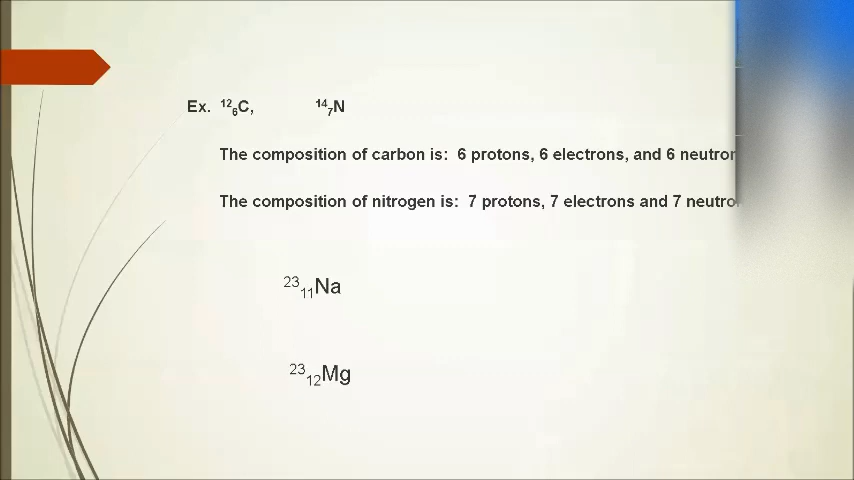 Ex. ¹²₆C, ¹⁴₇N
The composition of carbon is: 6 protons, 6 electrons, and 6 neutron
The composition of nitrogen is: 7 protons, 7 electrons and 7 neutro
²³₁₁Na
²³₁₂Mg